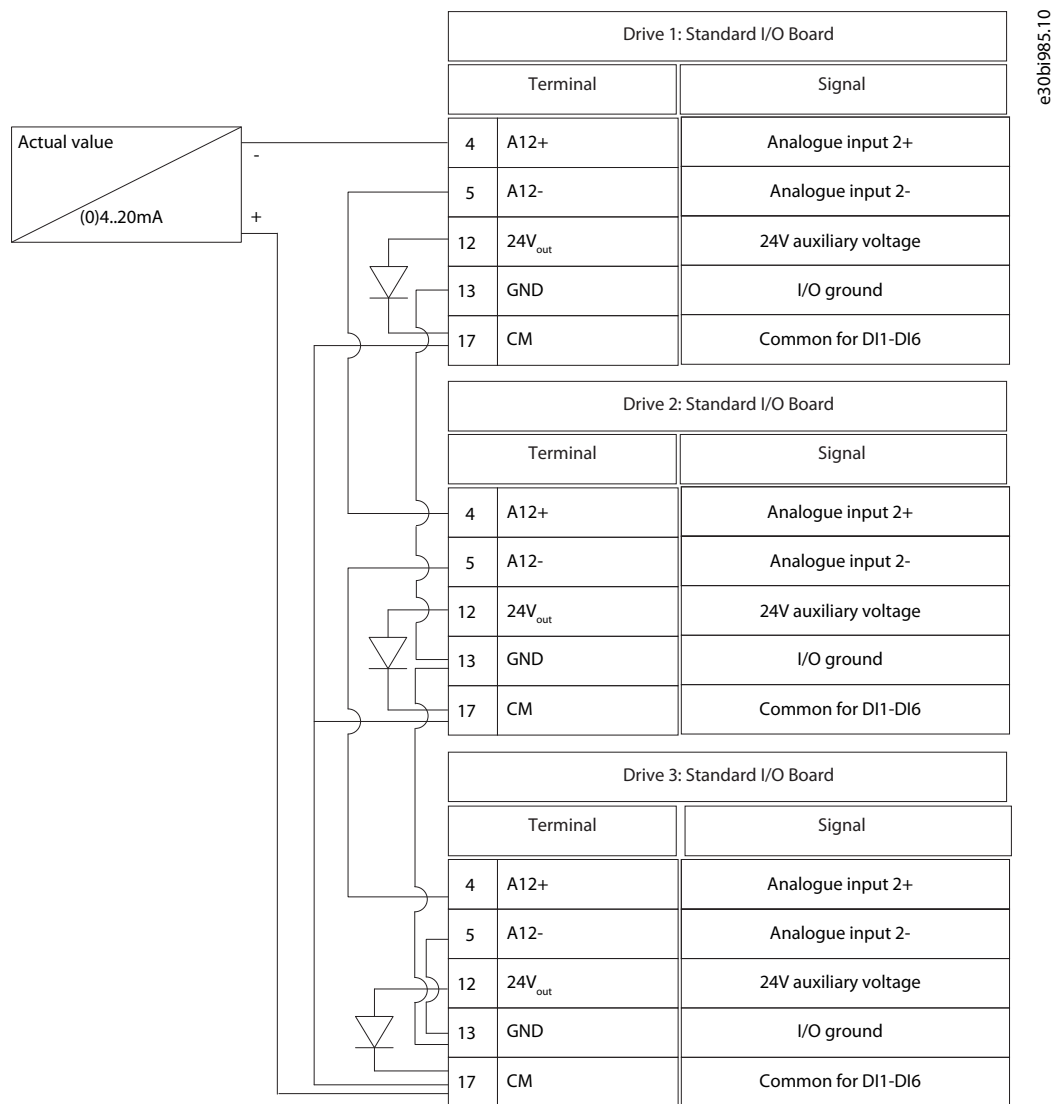 e30bi985.10
Drive 1: Standard I/O Board
Terminal Signal
Actual value
-
(0)4..20mA
+
4 A12+ Analogue input 2+
5 A12- Analogue input 2-
12 24Vout 24V auxiliary voltage
13 GND I/O ground
17 CM Common for DI1-DI6
Drive 2: Standard I/O Board
Terminal Signal
4 A12+ Analogue input 2+
5 A12- Analogue input 2-
12 24Vout 24V auxiliary voltage
13 GND I/O ground
17 CM Common for DI1-DI6
Drive 3: Standard I/O Board
Terminal Signal
4 A12+ Analogue input 2+
5 A12- Analogue input 2-
12 24Vout 24V auxiliary voltage
13 GND I/O ground
17 CM Common for DI1-DI6